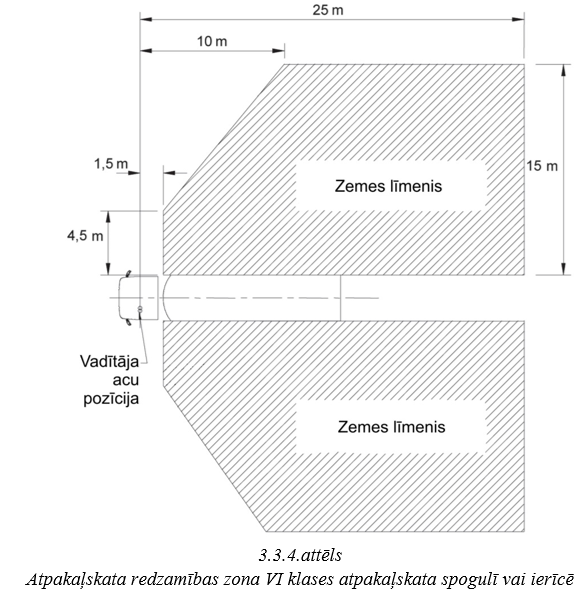 25 m
10 m
1,5 m
15 m
Zemes līmenis
4,5 m
Vadītāja
acu
pozīcija
Zemes līmenis
3.3.4.attēls
Atpakaļskata redzamības zona VI klases atpakaļskata spogulī vai ierīcē